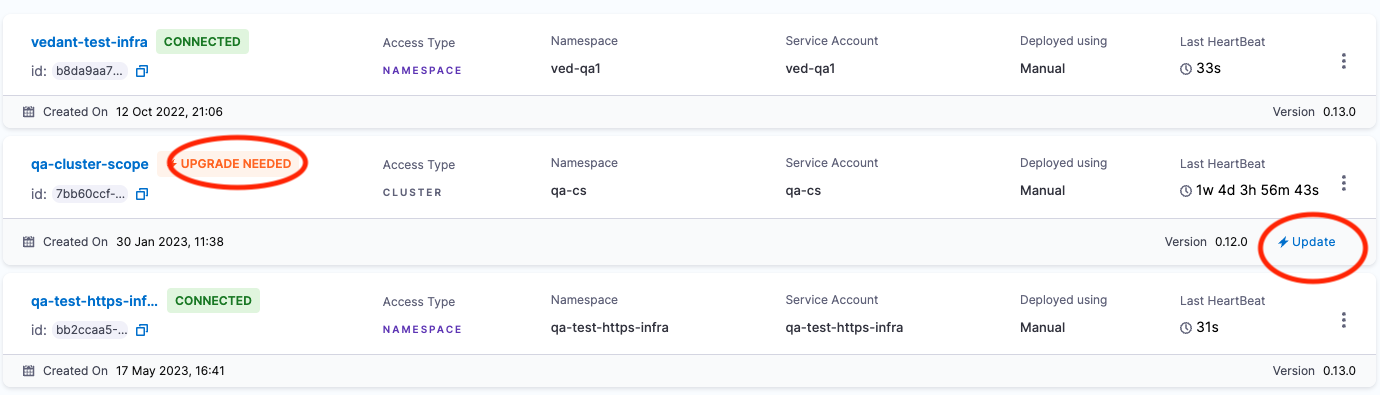 vedant-test-infra CONNECTED Access Type Namespace Service Account Deployed using Last HeartBeat
id: b8da9aa7... NAMESPACE ved-qa1 ved-qa1 Manual 33s
Created On 12 Oct 2022, 21:06 Version 0.13.0
qa-cluster-scope UPGRADE NEEDED Access Type Namespace Service Account Deployed using Last HeartBeat
id: 7bb60ccf-... CLUSTER qa-cs qa-cs Manual 1w 4d 3h 56m 43s
Created On 30 Jan 2023, 11:38 Version 0.12.0 Update
qa-test-https-inf... CONNECTED Access Type Namespace Service Account Deployed using Last HeartBeat
id: bb2ccaa5-... NAMESPACE qa-test-https-infra qa-test-https-infra Manual 31s
Created On 17 May 2023, 16:41 Version 0.13.0